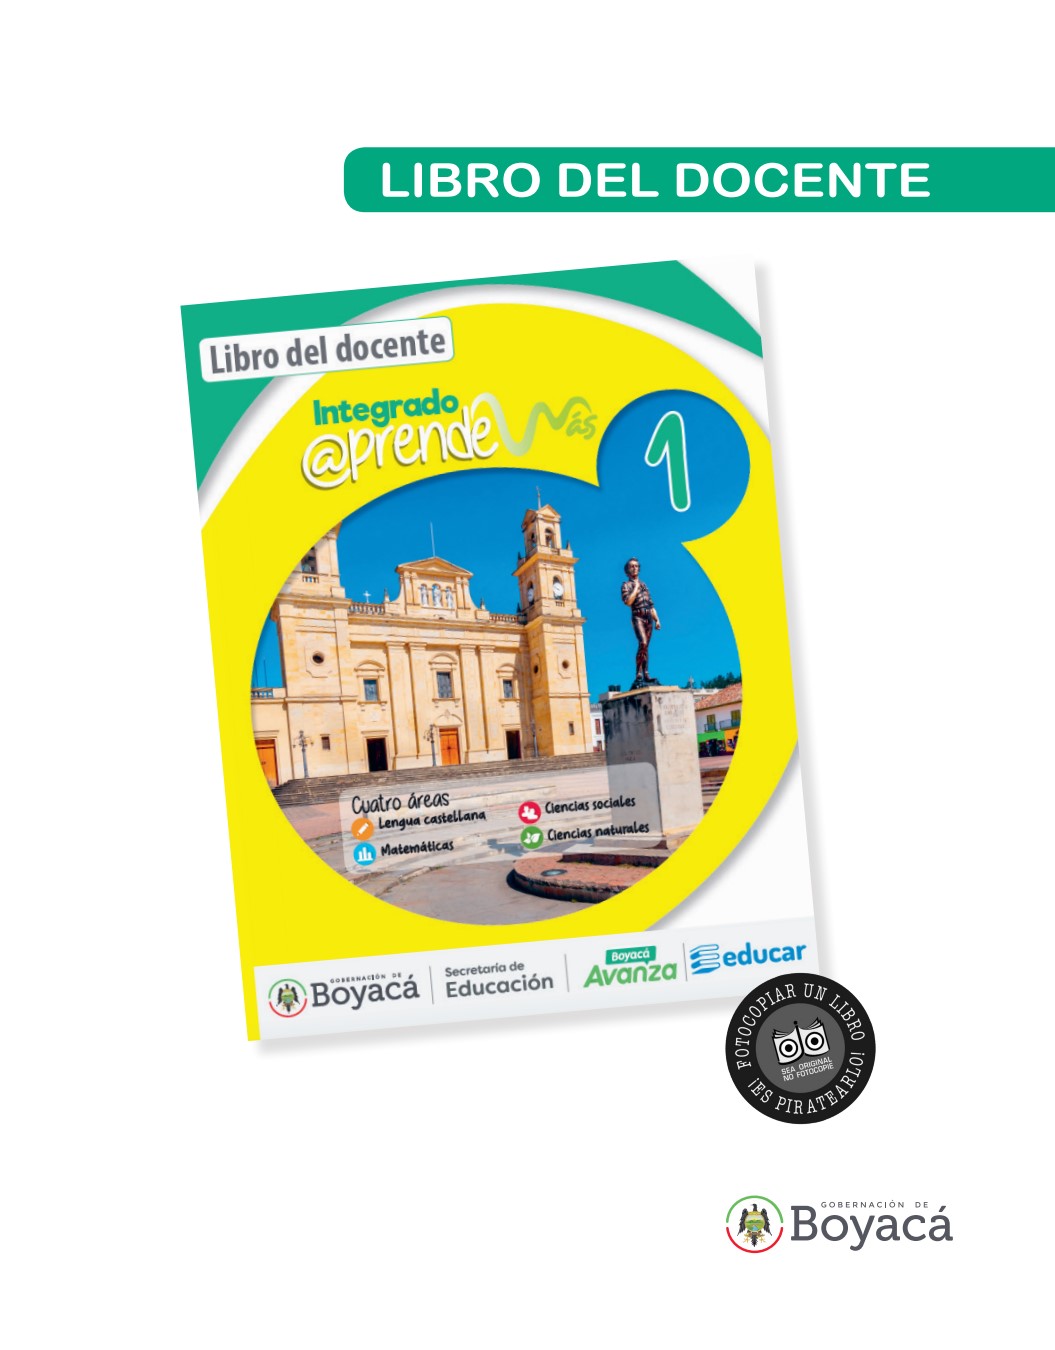 LIBRO DEL DOCENTE
Libro del docente
Integrado
@prende más
1
Cuatro áreas
Lengua castellana
Matemáticas
Ciencias sociales
Ciencias naturales
GOBERNACIÓN DE
Boyacá
Secretaría de
Educación
Boyacá
Avanza
educar
FOTOCOPIAR UN LIBRO
SEA ORIGINAL
NO FOTOCOPIE
¡ES PIRATEARLO!
GOBERNACIÓN DE
Boyacá